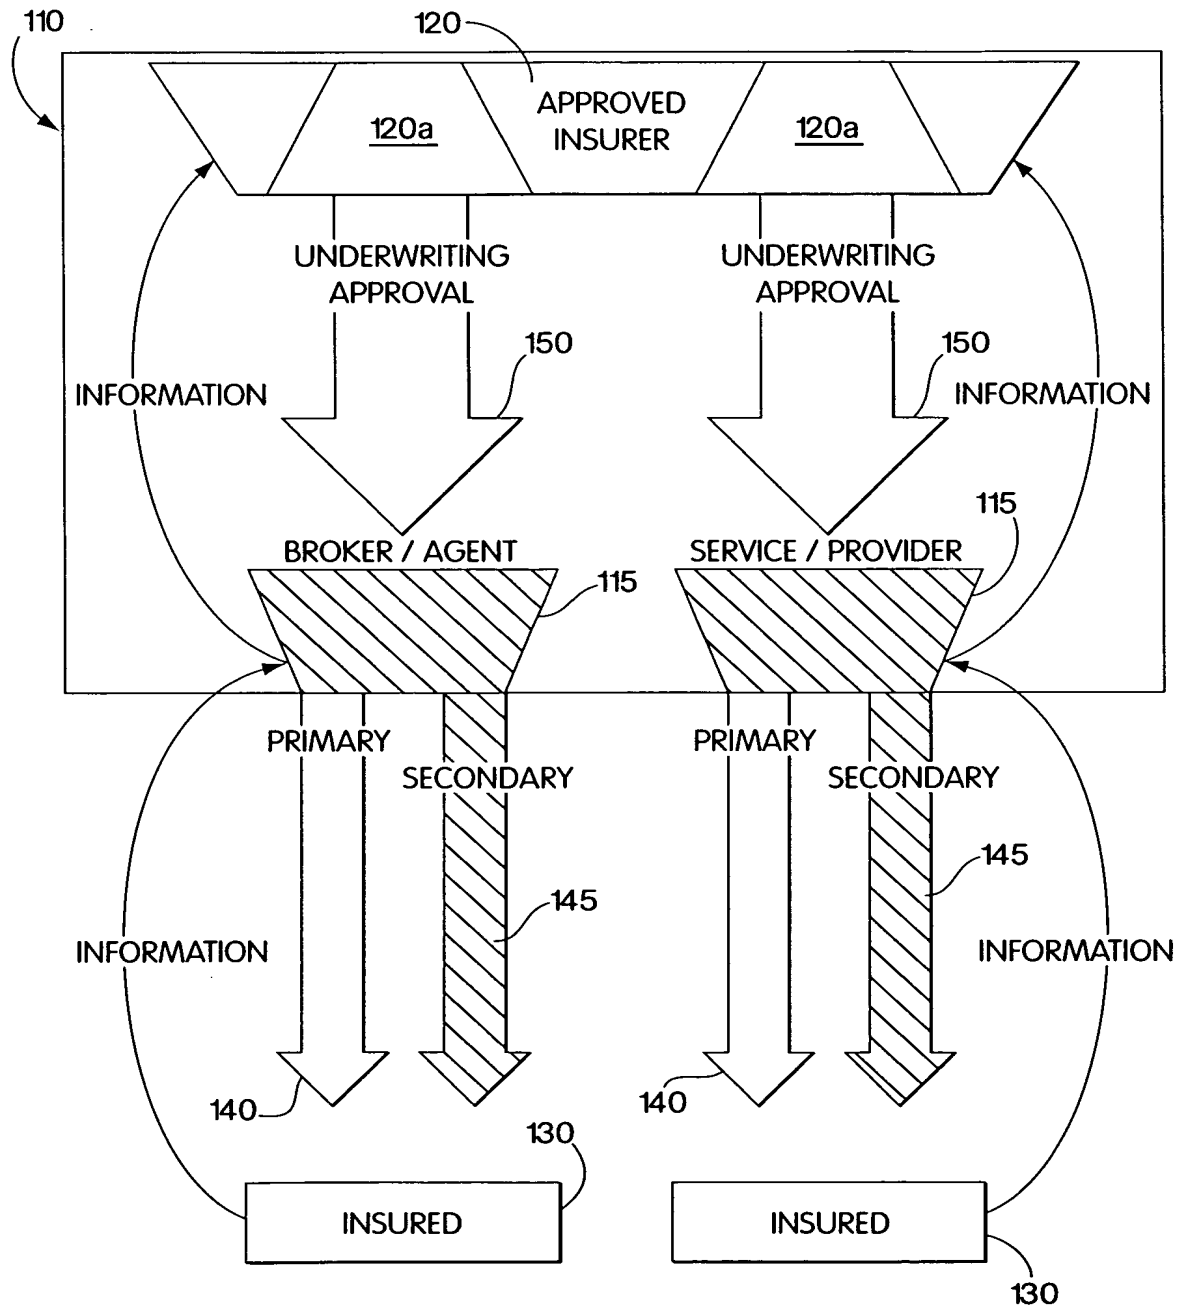 110
120
APPROVED
INSURER
120a
120a
UNDERWRITING
APPROVAL
UNDERWRITING
APPROVAL
150
150
INFORMATION
INFORMATION
115
BROKER / AGENT
SERVICE / PROVIDER
115
PRIMARY
PRIMARY
SECONDARY
SECONDARY
145
145
INFORMATION
INFORMATION
140
140
130
INSURED
INSURED
130